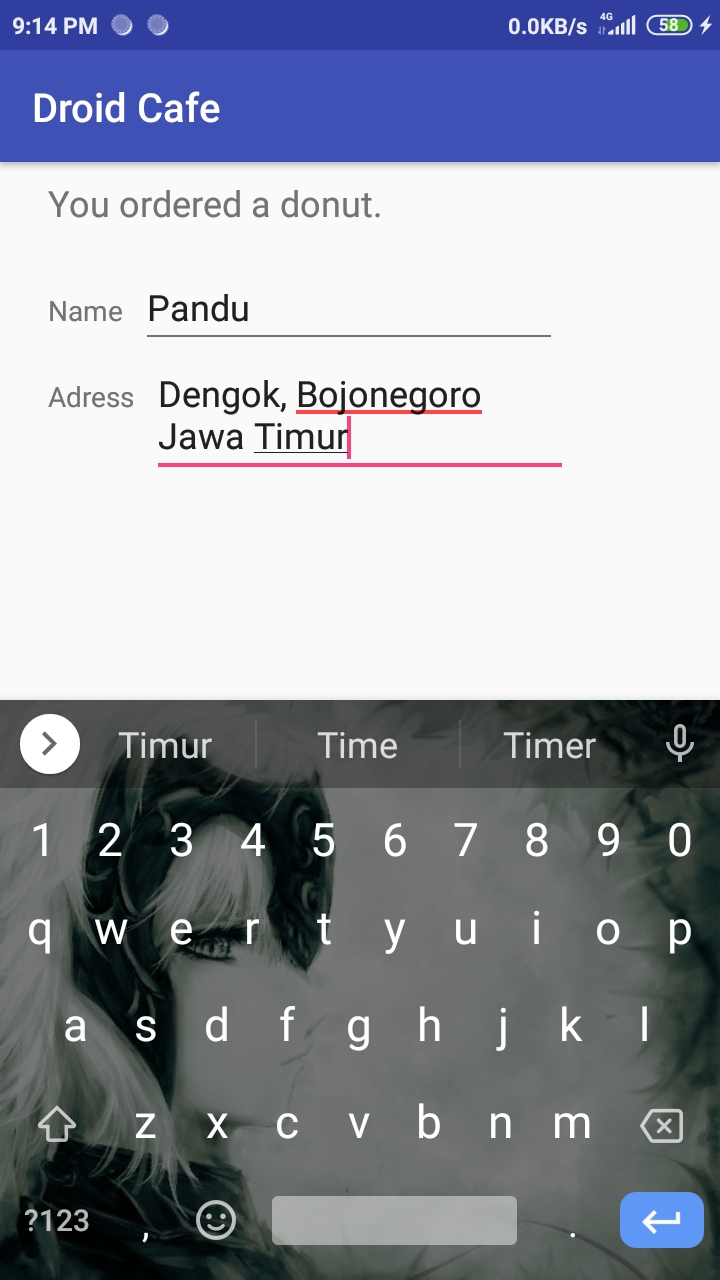 9:14 PM 0.0KB/s 4G 58
Droid Cafe
You ordered a donut.
Name Pandu
Adress Dengok, Bojonegoro
Jawa Timur
Timur Time Timer
1 2 3 4 5 6 7 8 9 0
q w e r t y u i o p
a s d f g h j k l
z x c v b n m
?123 , .